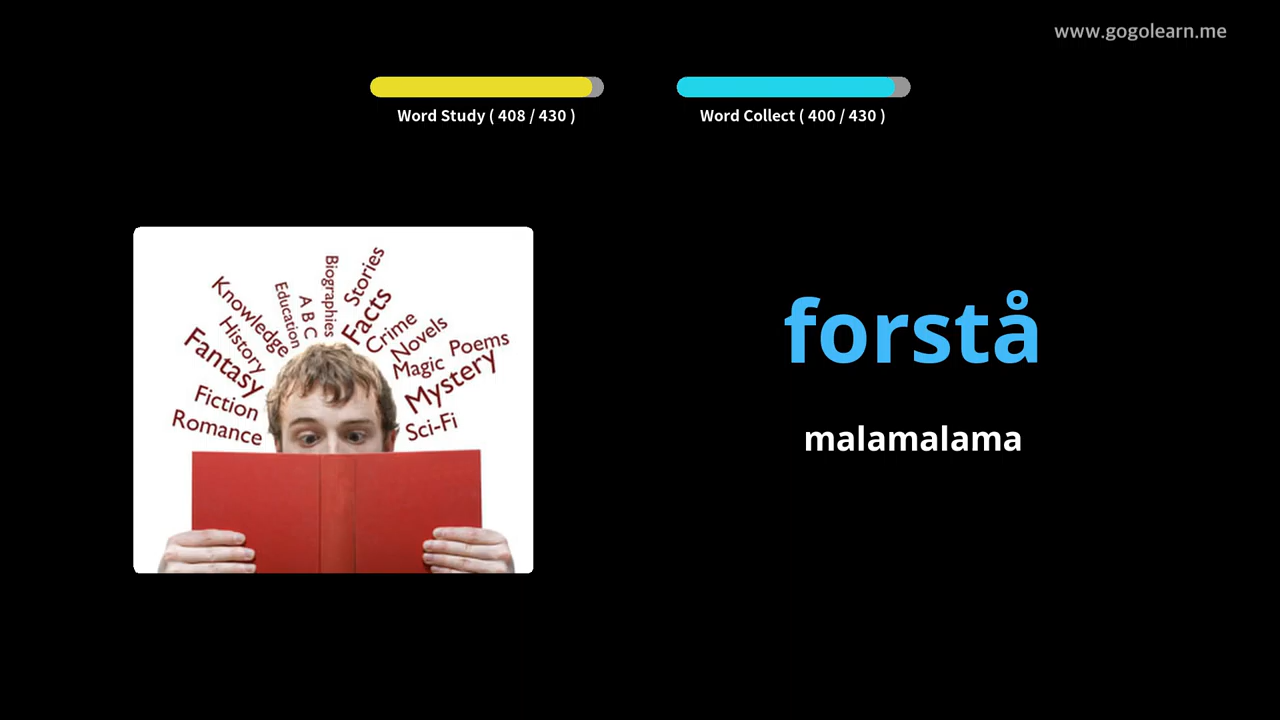 www.gogolearn.me
Word Study ( 408 / 430 )
Word Collect ( 400 / 430 )
Biographies
Stories
Knowledge
Education
A B C
Facts
History
Crime
Novels
Fantasy
Magic
Poems
Mystery
Fiction
Romance
Sci-Fi
forstå
malamalama